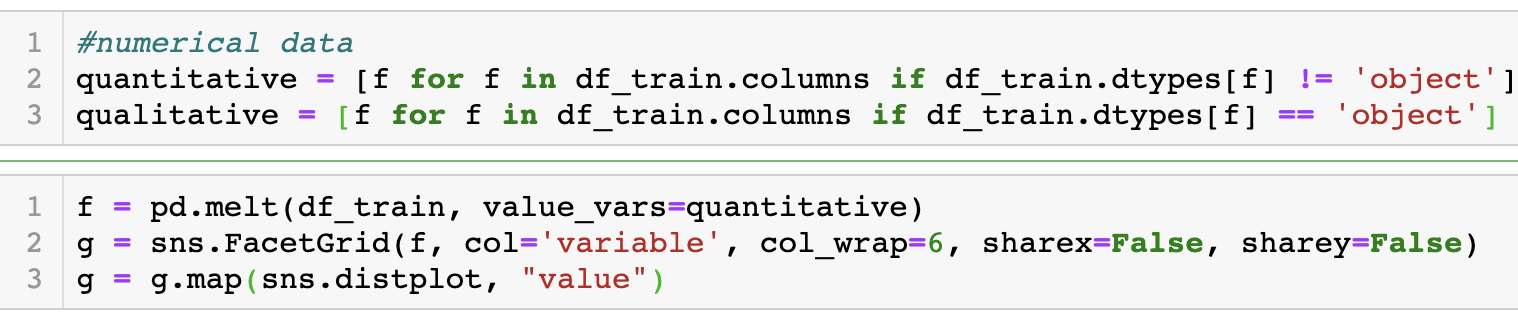 1 #numerical data
2 quantitative = [f for f in df_train.columns if df_train.dtypes[f] != 'object']
3 qualitative = [f for f in df_train.columns if df_train.dtypes[f] == 'object']
1 f = pd.melt(df_train, value_vars=quantitative)
2 g = sns.FacetGrid(f, col='variable', col_wrap=6, sharex=False, sharey=False)
3 g = g.map(sns.distplot, "value")